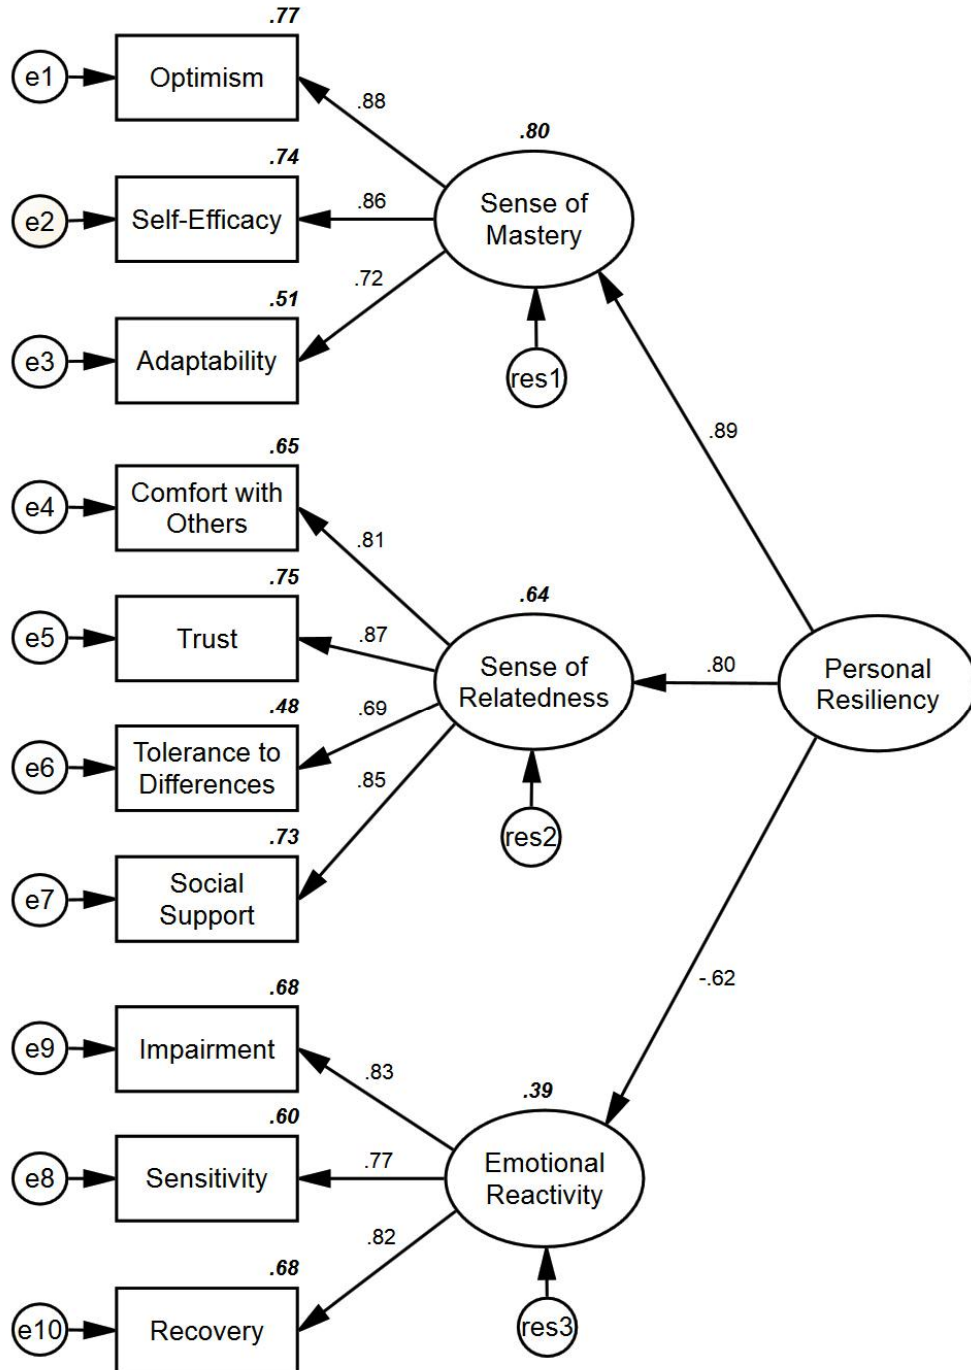 .77
e1
Optimism
.88
.80
.74
e2
Self-Efficacy
.86
Sense of
Mastery
.51
.72
e3
Adaptability
res1
.89
.65
e4
Comfort with
Others
.81
.75
.64
e5
Trust
.87
Sense of
Relatedness
.80
Personal
Resiliency
.48
.69
e6
Tolerance to
Differences
.85
.73
res2
e7
Social
Support
.68
-.62
e9
Impairment
.83
.39
.60
e8
Sensitivity
.77
Emotional
Reactivity
.68
.82
e10
Recovery
res3